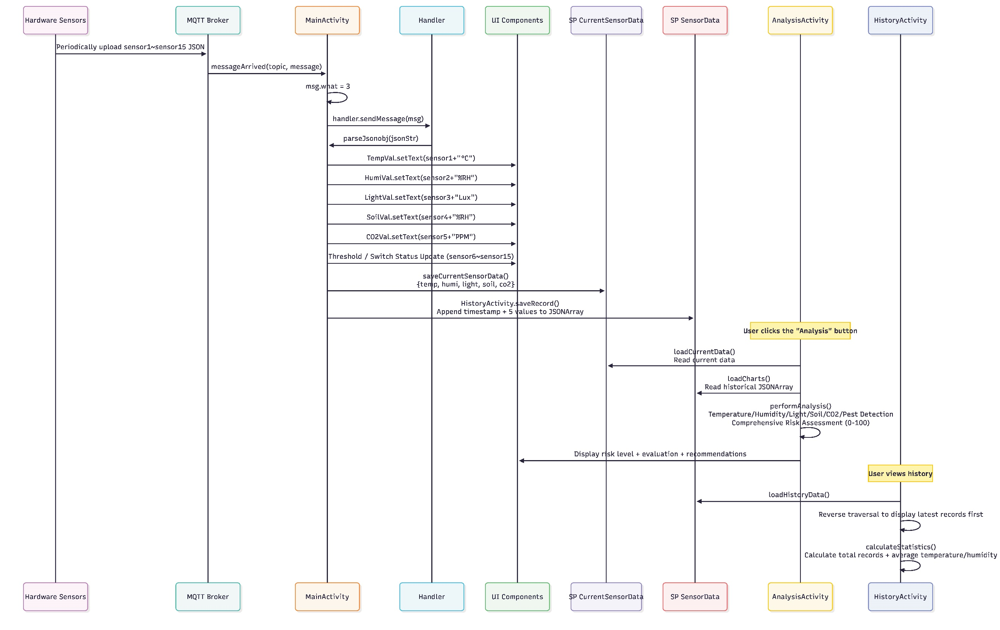 Hardware Sensors
MQTT Broker
MainActivity
Handler
UI Components
SP CurrentSensorData
SP SensorData
AnalysisActivity
HistoryActivity
Periodically upload sensor1~sensor15 JSON
messageArrived(topic, message)
msg.what = 3
handler.sendMessage(msg)
parseJsonobj(jsonStr)
TempVal.setText(sensor1+"°C")
HumiVal.setText(sensor2+"%RH")
LightVal.setText(sensor3+"Lux")
SoilVal.setText(sensor4+"%RH")
CO2Val.setText(sensor5+"PPM")
Threshold / Switch Status Update (sensor6~sensor15)
saveCurrentSensorData()
{temp, humi, light, soil, co2}
HistoryActivity.saveRecord()
Append timestamp + 5 values to JSONArray
User clicks the "Analysis" button
loadCurrentData()
Read current data
loadCharts()
Read historical JSONArray
performAnalysis()
Temperature/Humidity/Light/Soil/CO2/Pest Detection
Comprehensive Risk Assessment (0-100)
Display risk level + evaluation + recommendations
User views history
loadHistoryData()
Reverse traversal to display latest records first
calculateStatistics()
Calculate total records + average temperature/humidity
Hardware Sensors
MQTT Broker
MainActivity
Handler
UI Components
SP CurrentSensorData
SP SensorData
AnalysisActivity
HistoryActivity